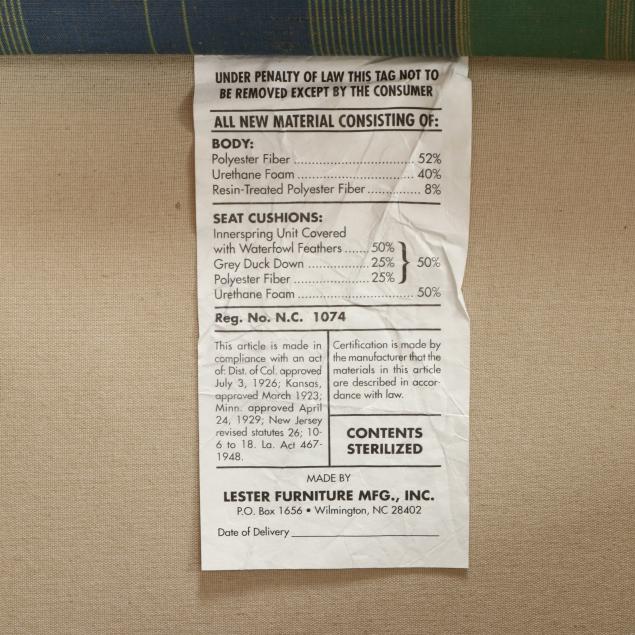 UNDER PENALTY OF LAW THIS TAG NOT TO
BE REMOVED EXCEPT BY THE CONSUMER
ALL NEW MATERIAL CONSISTING OF:
BODY:
Polyester Fiber ............................... 52%
Urethane Foam .............................. 40%
Resin-Treated Polyester Fiber ............. 8%
SEAT CUSHIONS:
Innerspring Unit Covered
with Waterfowl Feathers ...... 50%
Grey Duck Down .................. 25% } 50%
Polyester Fiber ..................... 25%
Urethane Foam .............................. 50%
Reg. No. N.C. 1074
This article is made in
compliance with an act
of: Dist. of Col. approved
July 3, 1926; Kansas,
approved March 1923;
Minn. approved April
24, 1929; New Jersey
revised statutes 26; 10-
6 to 18. La. Act 467-
1948.
Certification is made by
the manufacturer that the
materials in this article
are described in accor-
dance with law.
CONTENTS
STERILIZED
MADE BY
LESTER FURNITURE MFG., INC.
P.O. Box 1656 • Wilmington, NC 28402
Date of Delivery